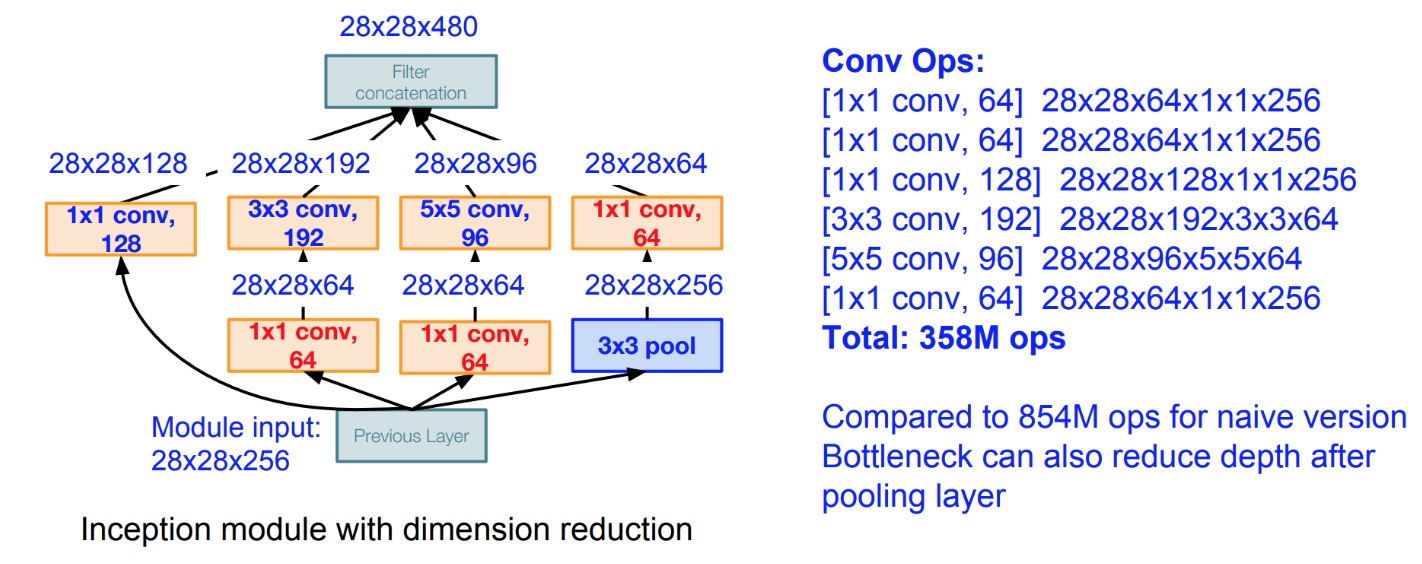 28x28x480
Filter
concatenation
28x28x128
28x28x192
28x28x96
28x28x64
1x1 conv,
128
3x3 conv,
192
5x5 conv,
96
1x1 conv,
64
28x28x64
28x28x64
28x28x256
1x1 conv,
64
1x1 conv,
64
3x3 pool
Module input:
28x28x256
Previous Layer
Inception module with dimension reduction
Conv Ops:
[1x1 conv, 64] 28x28x64x1x1x256
[1x1 conv, 64] 28x28x64x1x1x256
[1x1 conv, 128] 28x28x128x1x1x256
[3x3 conv, 192] 28x28x192x3x3x64
[5x5 conv, 96] 28x28x96x5x5x64
[1x1 conv, 64] 28x28x64x1x1x256
Total: 358M ops
Compared to 854M ops for naive version
Bottleneck can also reduce depth after
pooling layer